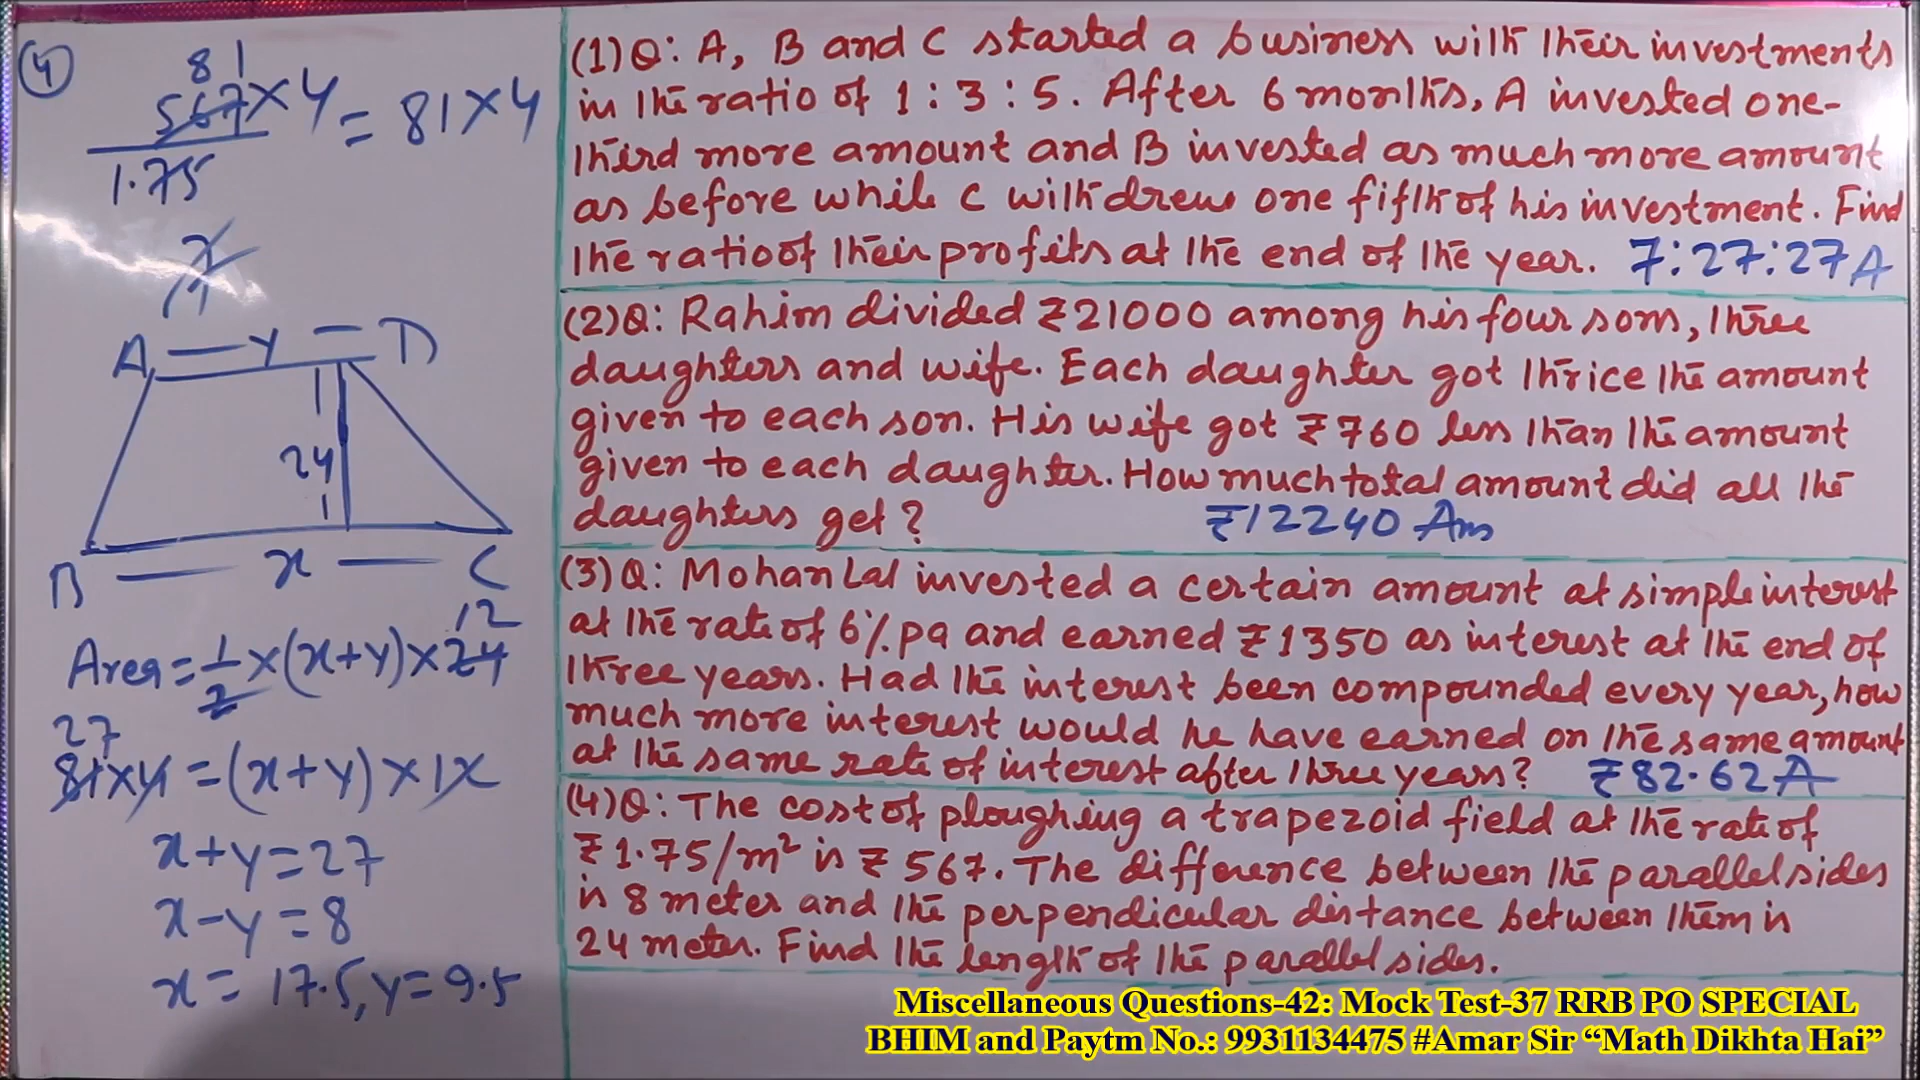 (4)
81
567×4 = 81×4
1.75
A — y — D
24
B — x — C
12
Area = 1/2 × (x+y) × 24
27
81×4 = (x+y) × 12
x+y = 27
x-y = 8
x = 17.5, y = 9.5
(1) Q: A, B and C started a business with their investments
in the ratio of 1 : 3 : 5. After 6 months, A invested one-
third more amount and B invested as much more amount
as before while C withdrew one fifth of his investment. Find
the ratio of their profits at the end of the year. 7:27:27 A
(2) Q: Rahim divided ₹21000 among his four sons, three
daughters and wife. Each daughter got thrice the amount
given to each son. His wife got ₹760 less than the amount
given to each daughter. How much total amount did all the
daughters get? ₹12240 Ans
(3) Q: Mohan Lal invested a certain amount at simple interest
at the rate of 6% pa and earned ₹1350 as interest at the end of
three years. Had the interest been compounded every year, how
much more interest would he have earned on the same amount
at the same rate of interest after three years? ₹82.62 A
(4) Q: The cost of ploughing a trapezoid field at the rate of
₹1.75/m² is ₹567. The difference between the parallel sides
is 8 meter and the perpendicular distance between them is
24 meter. Find the length of the parallel sides.
Miscellaneous Questions-42: Mock Test-37 RRB PO SPECIAL
BHIM and Paytm No.: 9931134475 #Amar Sir “Math Dikhta Hai”